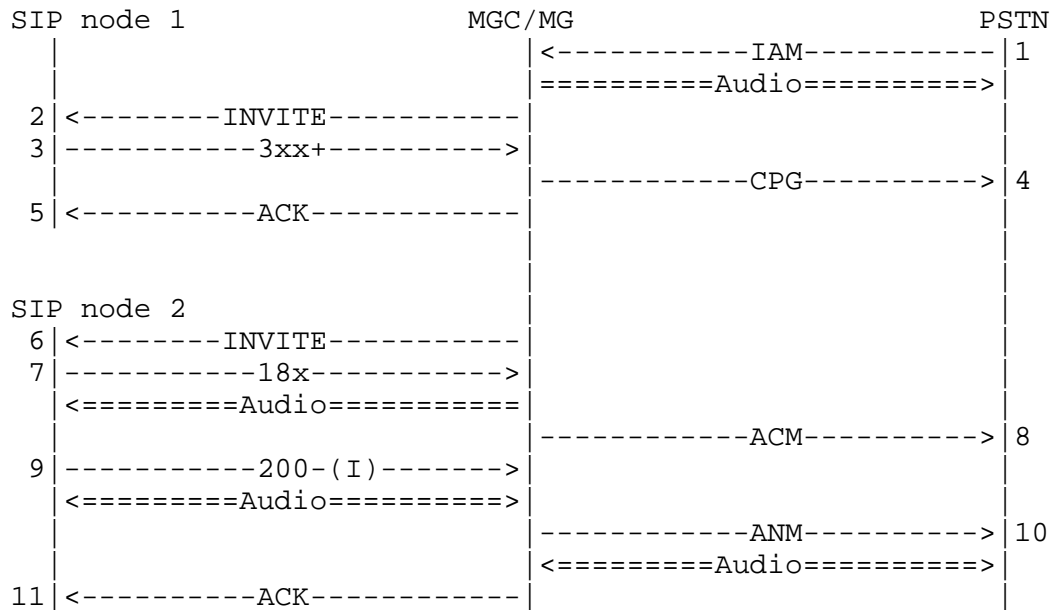 SIP node 1                          MGC/MG                       PSTN
   |                                  |<-----------IAM-----------|1
   |                                  |==========Audio==========>|
  2|<--------INVITE-----------|       |
  3|-----------3xx+---------->|       |
   |                          |------------CPG---------->|4
  5|<----------ACK------------|       |
SIP node 2
  6|<--------INVITE-----------|       |
  7|-----------18x----------->|       |
   |<=========Audio===========|       |
   |                          |------------ACM---------->|8
  9|-----------200-(I)------->|       |
   |<=========Audio==========>|       |
   |                          |------------ANM---------->|10
   |                          |<=========Audio==========>|
 11|<----------ACK------------|       |